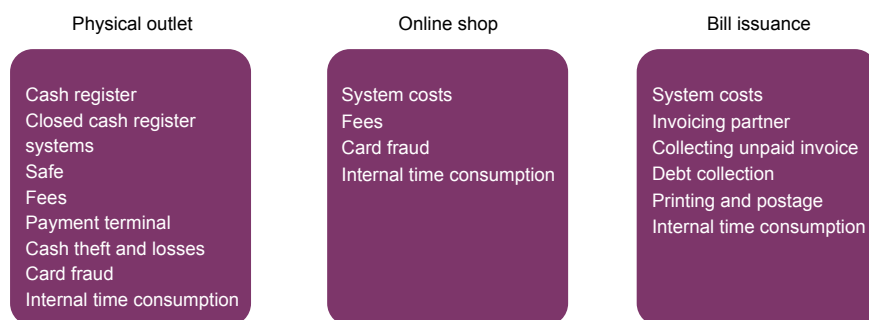 Physical outlet
Cash register
Closed cash register
systems
Safe
Fees
Payment terminal
Cash theft and losses
Card fraud
Internal time consumption
Online shop
System costs
Fees
Card fraud
Internal time consumption
Bill issuance
System costs
Invoicing partner
Collecting unpaid invoice
Debt collection
Printing and postage
Internal time consumption